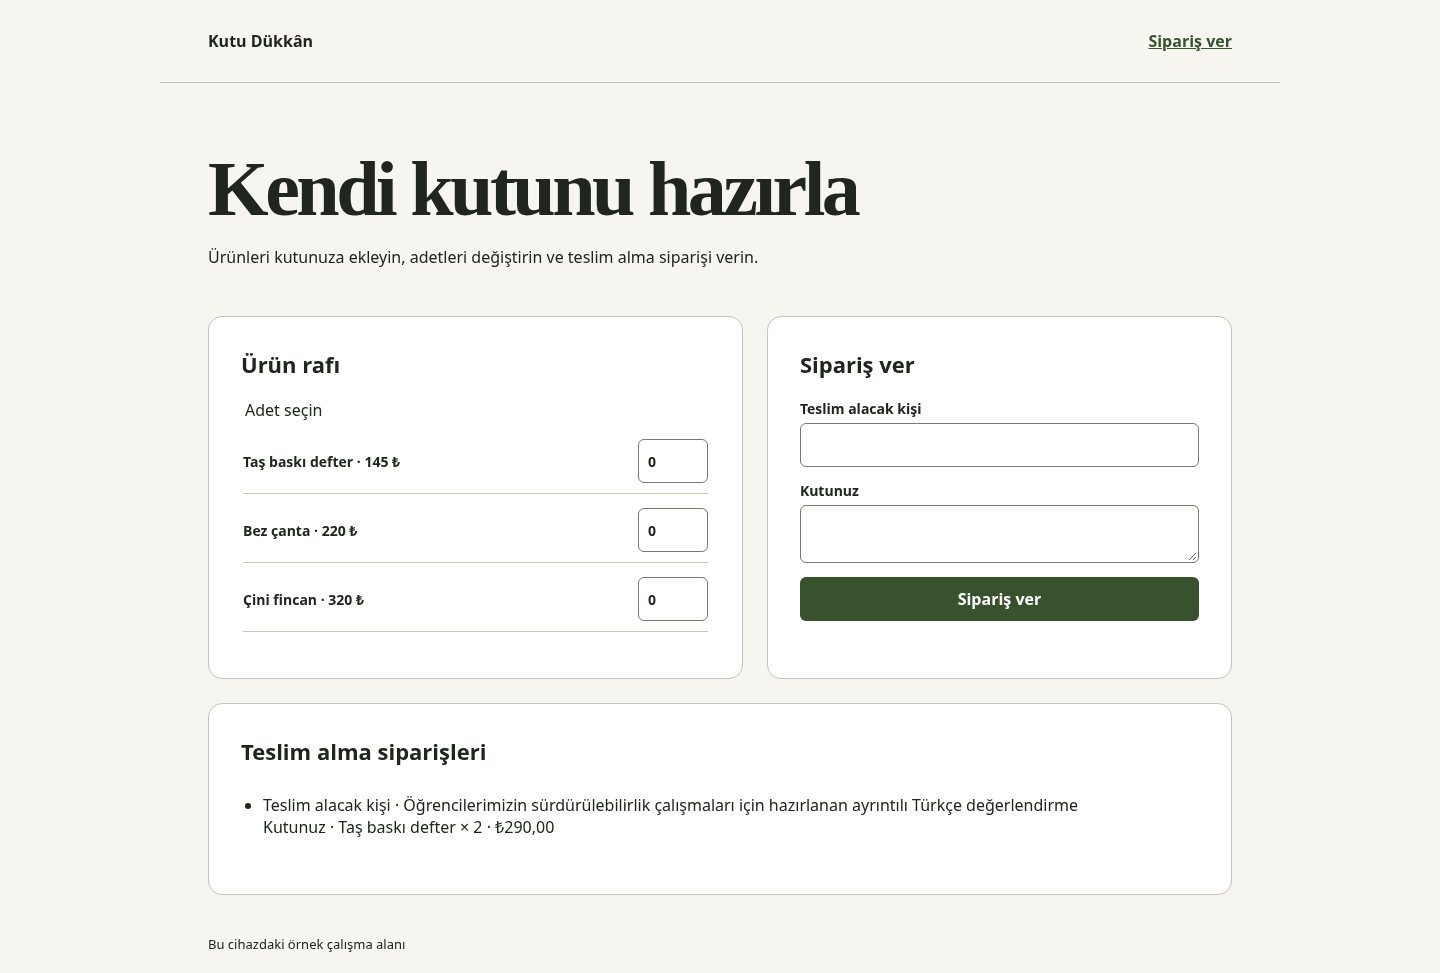 Kutu Dükkân
Sipariş ver
Kendi kutunu hazırla
Ürünleri kutunuza ekleyin, adetleri değiştirin ve teslim alma siparişi verin.
Ürün rafı
Adet seçin
Taş baskı defter · 145 ₺
0
Bez çanta · 220 ₺
0
Çini fincan · 320 ₺
0
Sipariş ver
Teslim alacak kişi
Kutunuz
Sipariş ver
Teslim alma siparişleri
Teslim alacak kişi · Öğrencilerimizin sürdürülebilirlik çalışmaları için hazırlanan ayrıntılı Türkçe değerlendirme
Kutunuz · Taş baskı defter × 2 · ₺290,00
Bu cihazdaki örnek çalışma alanı